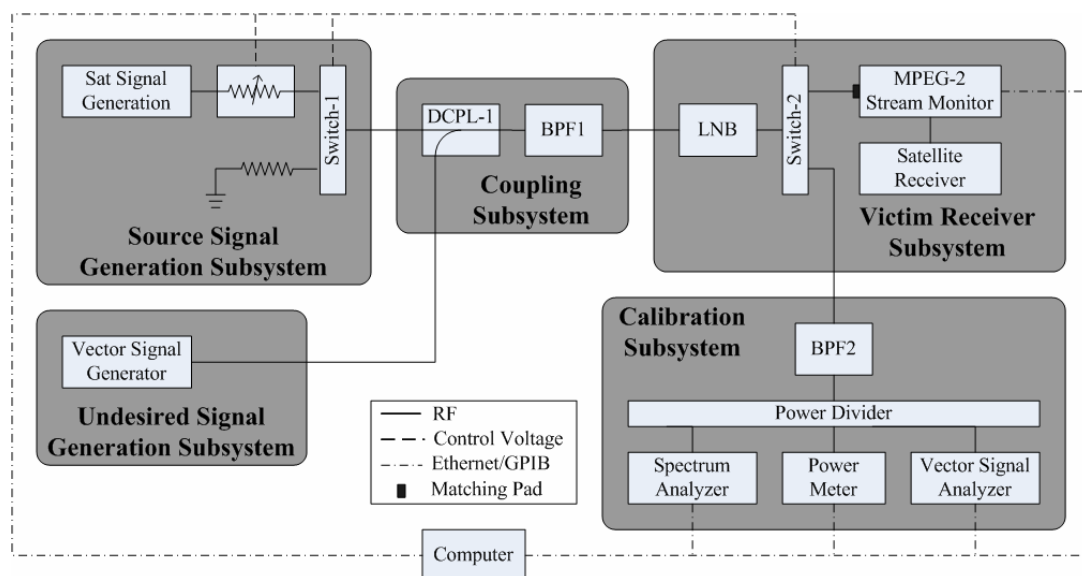 Sat Signal
Generation
Switch-1
Source Signal
Generation Subsystem
DCPL-1
BPF1
Coupling
Subsystem
LNB
Switch-2
MPEG-2
Stream Monitor
Satellite
Receiver
Victim Receiver
Subsystem
Vector Signal
Generator
Undesired Signal
Generation Subsystem
RF
Control Voltage
Ethernet/GPIB
Matching Pad
Calibration
Subsystem
BPF2
Power Divider
Spectrum
Analyzer
Power
Meter
Vector Signal
Analyzer
Computer